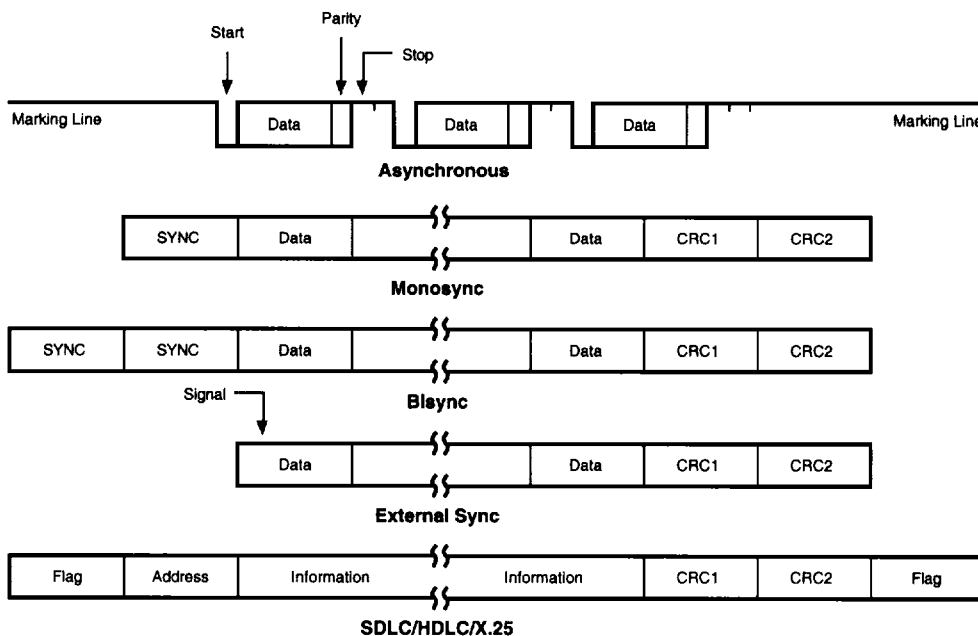 Parity
Start
Stop
Marking Line Data Data Data Marking Line
Asynchronous
SYNC Data Data CRC1 CRC2
Monosync
SYNC SYNC Data Data CRC1 CRC2
Signal
BIsync
Data Data CRC1 CRC2
External Sync
Flag Address Information Information CRC1 CRC2 Flag
SDLC/HDLC/X.25